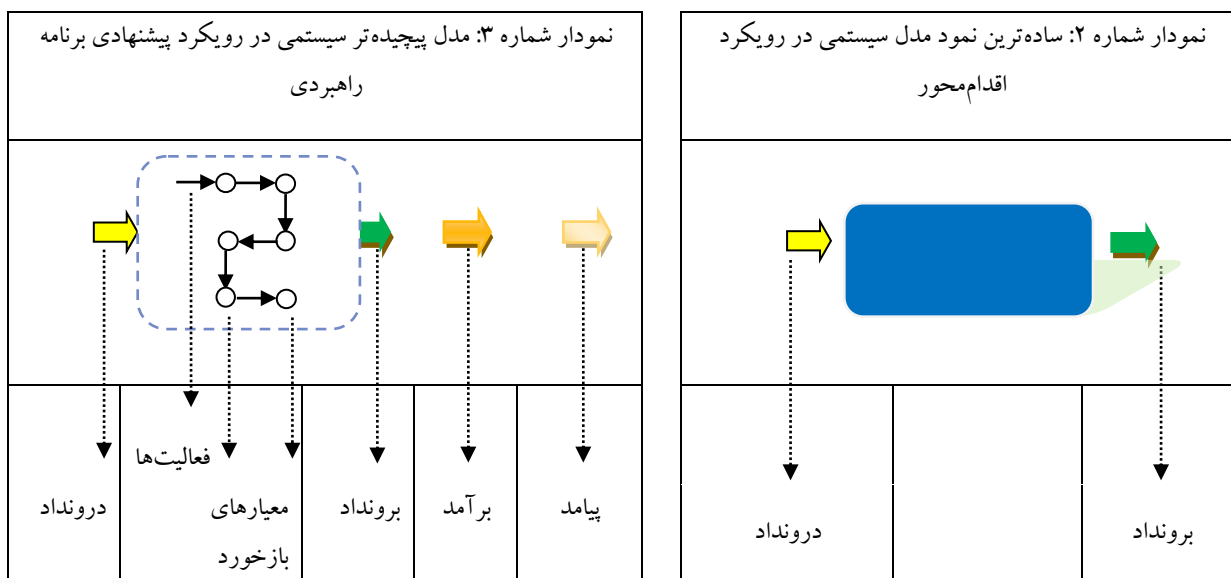 نمودار شماره ۲: ساده‌ترین نمود مدل سیستمی در رویکرد
اقدام‌محور
درونداد
برونداد
نمودار شماره ۳: مدل پیچیده‌تر سیستمی در رویکرد پیشنهادی برنامه
راهبردی
درونداد
فعالیت‌ها
معیارهای
بازخورد
برونداد
برآمد
پیامد